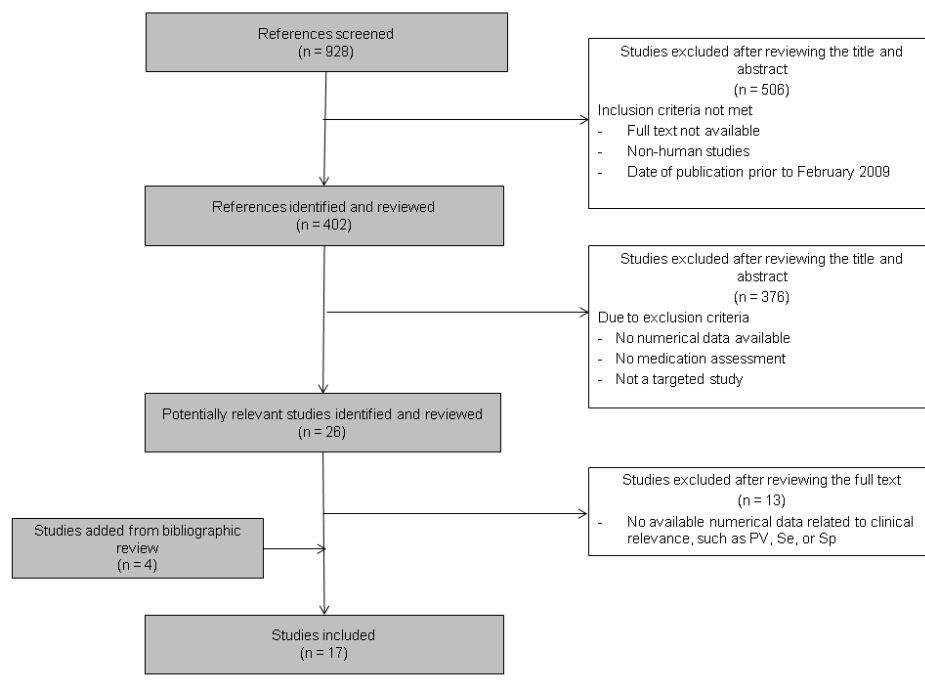 References screened
(n = 928)
Studies excluded after reviewing the title and
abstract
(n = 506)
Inclusion criteria not met
- Full text not available
- Non-human studies
- Date of publication prior to February 2009
References identified and reviewed
(n = 402)
Studies excluded after reviewing the title and
abstract
(n = 376)
Due to exclusion criteria
- No numerical data available
- No medication assessment
- Not a targeted study
Potentially relevant studies identified and reviewed
(n = 26)
Studies excluded after reviewing the full text
(n = 13)
- No available numerical data related to clinical
relevance, such as PV, Se, or Sp
Studies added from bibliographic
review
(n = 4)
Studies included
(n = 17)